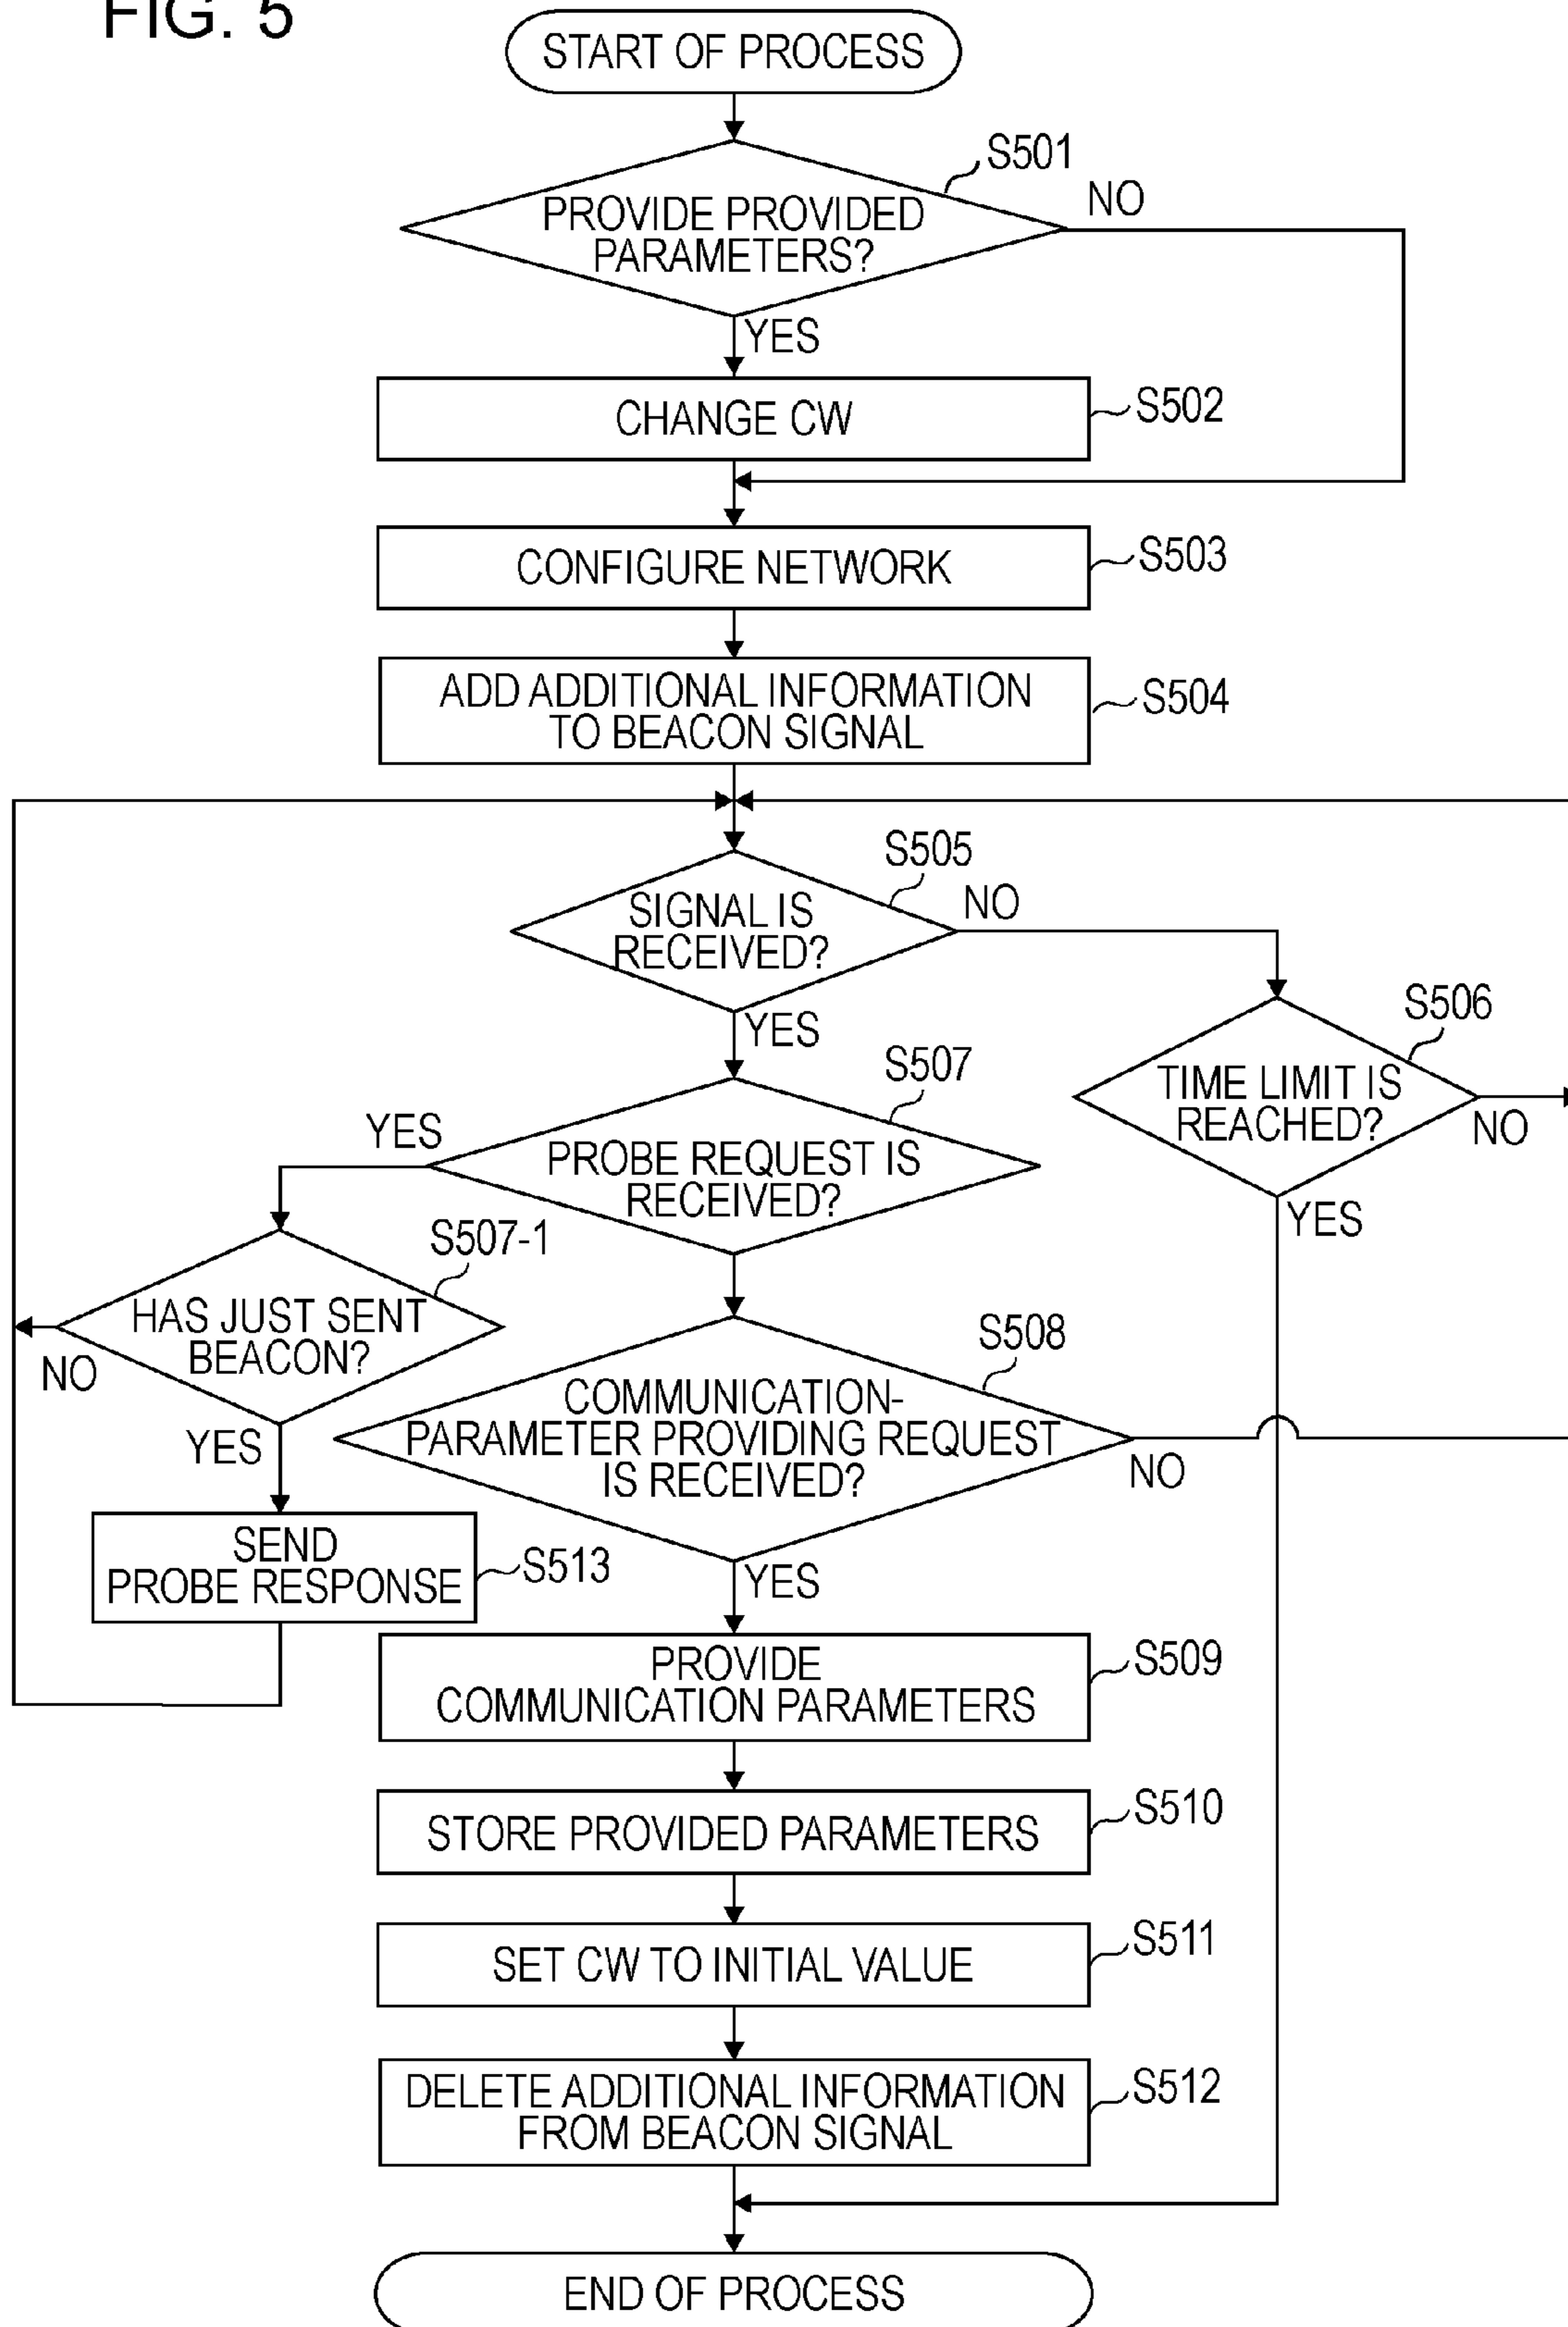 FIG. 5
START OF PROCESS
S501
PROVIDE PROVIDED
PARAMETERS?
NO
YES
CHANGE CW
S502
CONFIGURE NETWORK
S503
ADD ADDITIONAL INFORMATION
TO BEACON SIGNAL
S504
S505
SIGNAL IS
RECEIVED?
NO
YES
S506
TIME LIMIT IS
REACHED?
NO
YES
S507
PROBE REQUEST IS
RECEIVED?
YES
S507-1
HAS JUST SENT
BEACON?
NO
YES
S508
COMMUNICATION-
PARAMETER PROVIDING REQUEST
IS RECEIVED?
NO
YES
SEND
PROBE RESPONSE
S513
PROVIDE
COMMUNICATION PARAMETERS
S509
STORE PROVIDED PARAMETERS
S510
SET CW TO INITIAL VALUE
S511
DELETE ADDITIONAL INFORMATION
FROM BEACON SIGNAL
S512
END OF PROCESS